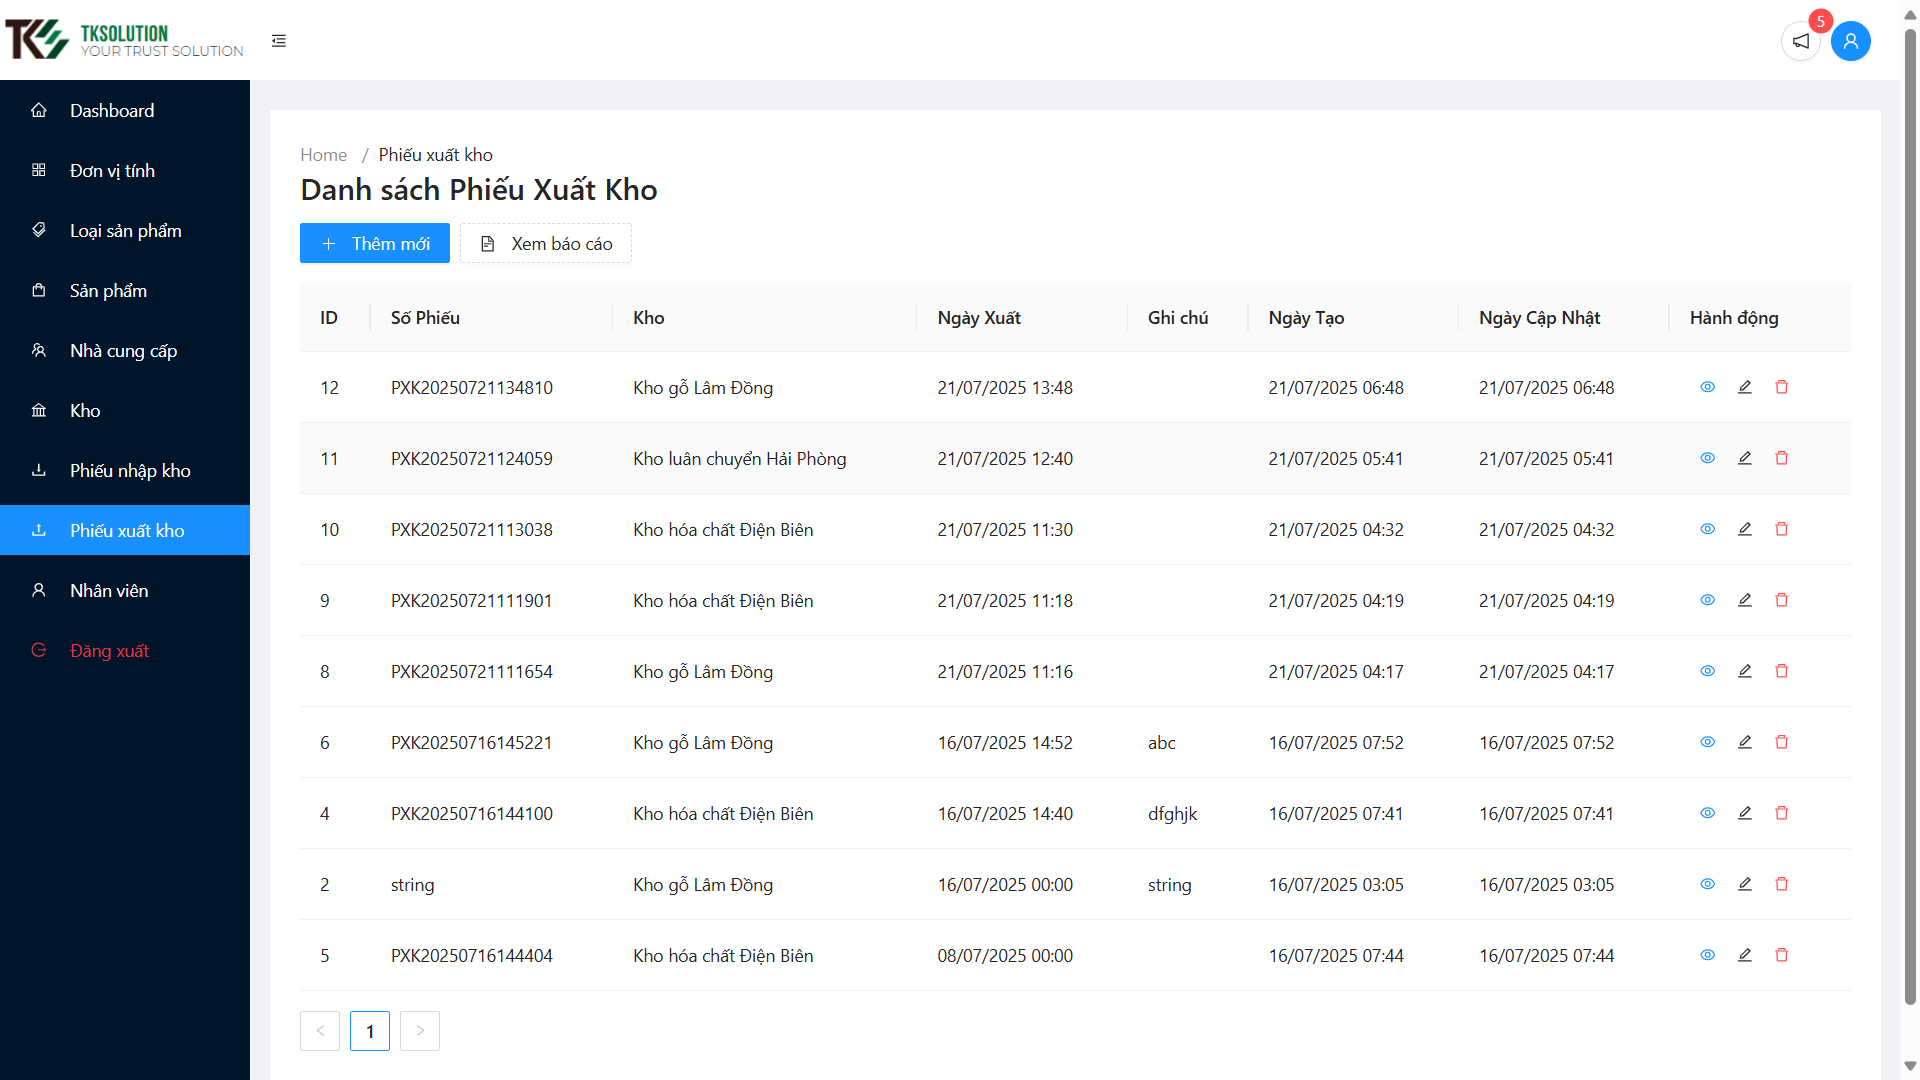 TKS TKSOLUTION
YOUR TRUST SOLUTION
5
Dashboard
Đơn vị tính
Loại sản phẩm
Sản phẩm
Nhà cung cấp
Kho
Phiếu nhập kho
Phiếu xuất kho
Nhân viên
Đăng xuất
Home / Phiếu xuất kho
Danh sách Phiếu Xuất Kho
Thêm mới Xem báo cáo
ID Số Phiếu Kho Ngày Xuất Ghi chú Ngày Tạo Ngày Cập Nhật Hành động
12 PXK20250721134810 Kho gỗ Lâm Đồng 21/07/2025 13:48 21/07/2025 06:48 21/07/2025 06:48
11 PXK20250721124059 Kho luân chuyển Hải Phòng 21/07/2025 12:40 21/07/2025 05:41 21/07/2025 05:41
10 PXK20250721113038 Kho hóa chất Điện Biên 21/07/2025 11:30 21/07/2025 04:32 21/07/2025 04:32
9 PXK20250721111901 Kho hóa chất Điện Biên 21/07/2025 11:18 21/07/2025 04:19 21/07/2025 04:19
8 PXK20250721111654 Kho gỗ Lâm Đồng 21/07/2025 11:16 21/07/2025 04:17 21/07/2025 04:17
6 PXK20250716145221 Kho gỗ Lâm Đồng 16/07/2025 14:52 abc 16/07/2025 07:52 16/07/2025 07:52
4 PXK20250716144100 Kho hóa chất Điện Biên 16/07/2025 14:40 dfghjk 16/07/2025 07:41 16/07/2025 07:41
2 string Kho gỗ Lâm Đồng 16/07/2025 00:00 string 16/07/2025 03:05 16/07/2025 03:05
5 PXK20250716144404 Kho hóa chất Điện Biên 08/07/2025 00:00 16/07/2025 07:44 16/07/2025 07:44
< 1 >